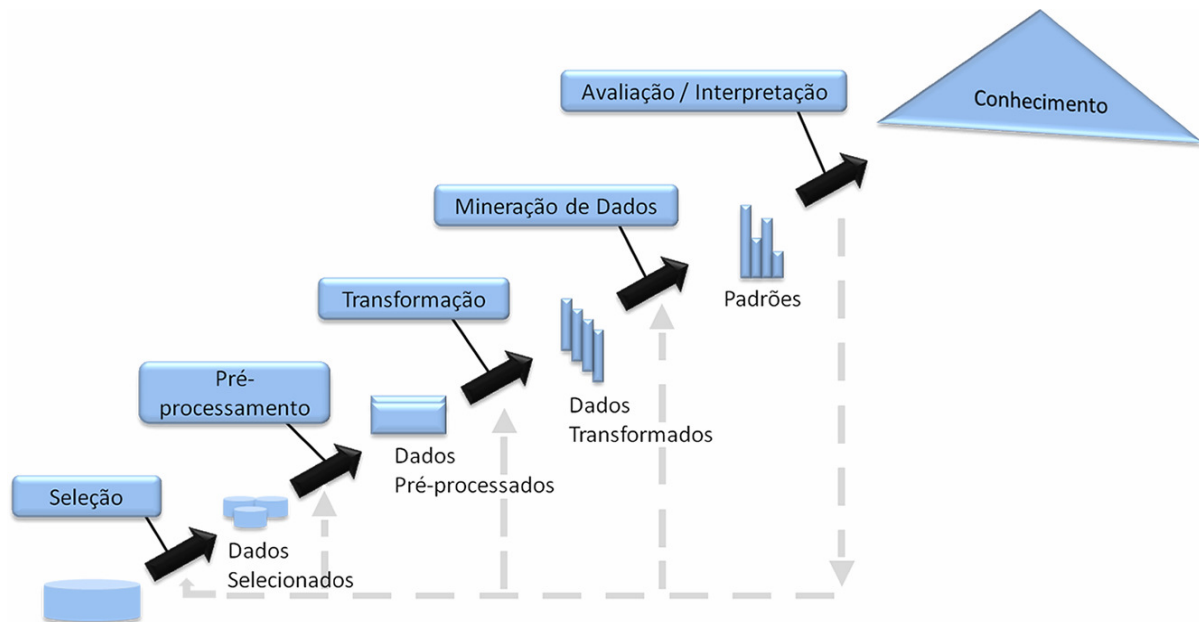 Avaliação / Interpretação
Conhecimento
Mineração de Dados
Padrões
Transformação
Dados
Transformados
Pré-
processamento
Dados
Pré-processados
Seleção
Dados
Selecionados